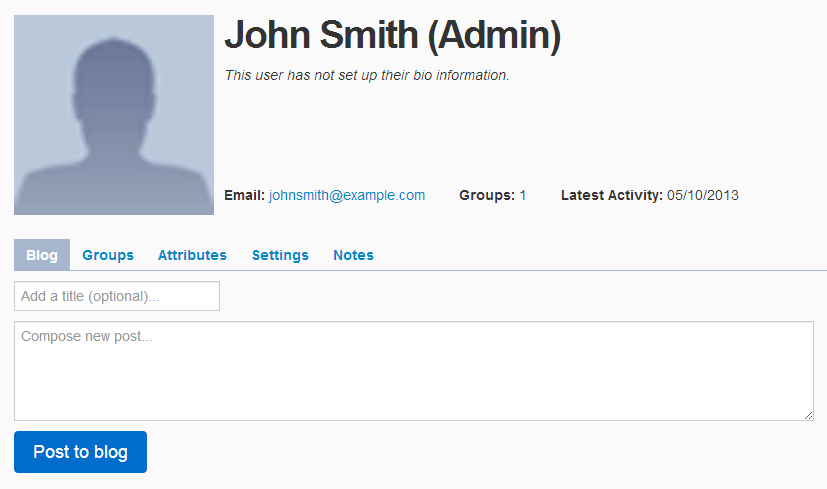 John Smith (Admin)
This user has not set up their bio information.
Email: johnsmith@example.com Groups: 1 Latest Activity: 05/10/2013
Blog Groups Attributes Settings Notes
Add a title (optional)...
Compose new post...
Post to blog